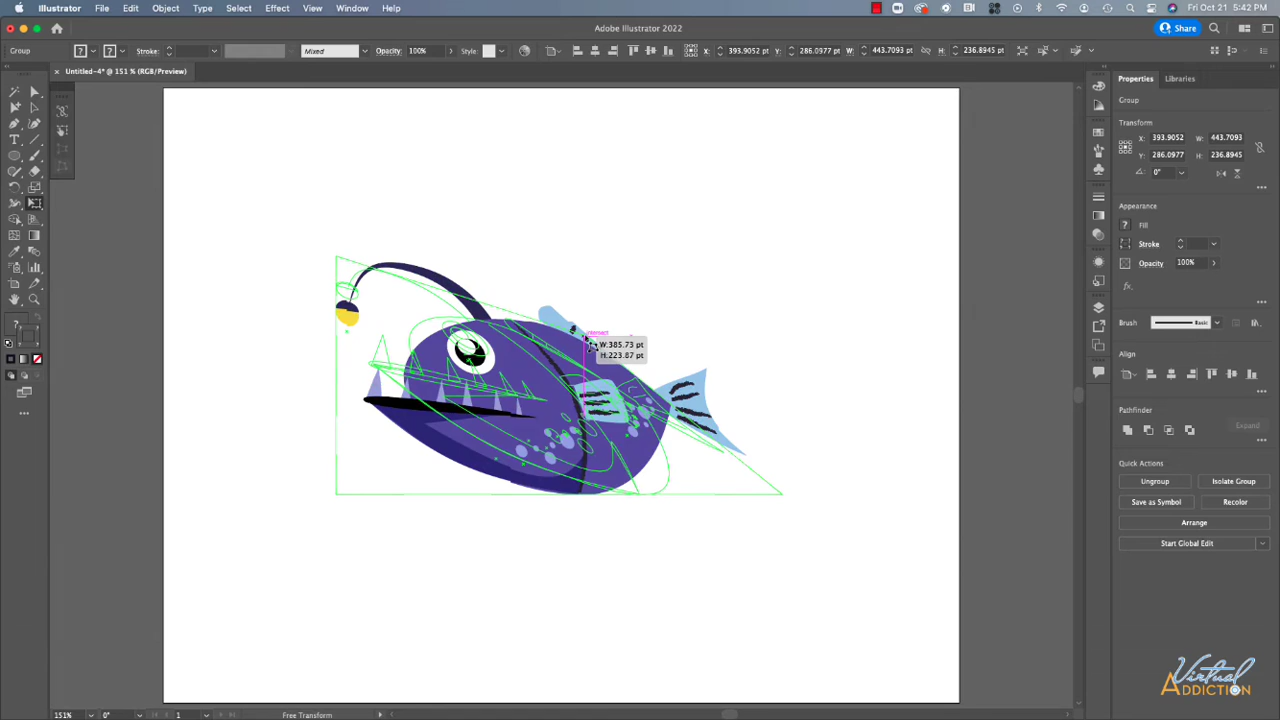 Illustrator File Edit Object Type Select Effect View Window Help
Fri Oct 21 5:42 PM
Adobe Illustrator 2022
Share
Group
Stroke:
Mixed
Opacity: 100%
Style:
X: 393.9052 pt
Y: 286.0977 pt
W: 443.7093
H: 236.8945
Untitled-4* @ 151 % (RGB/Preview)
Properties
Libraries
Group
Transform
X: 393.9052
W: 443.7093
Y: 286.0977
H: 236.8945
0°
Appearance
? Fill
Stroke
Opacity 100%
fx.
Brush
Basic
Align
Pathfinder
Expand
Quick Actions
Ungroup
Isolate Group
Save as Symbol
Recolor
Arrange
Start Global Edit
intersect
W:385.73 pt
H:223.87 pt
Virtual
ADDICTION
151%
0°
1
Free Transform